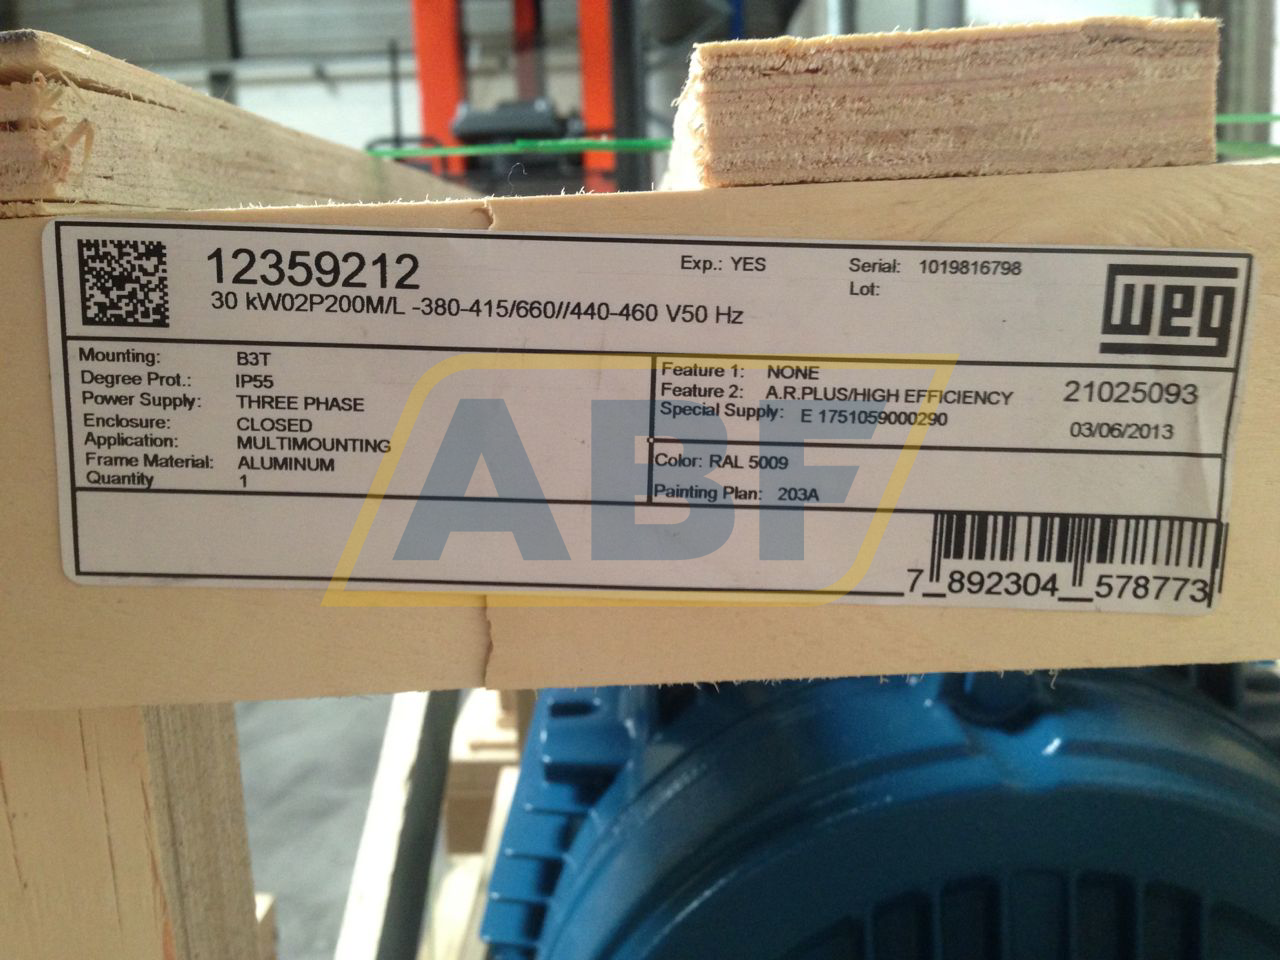 12359212
30 kW02P200M/L -380-415/660//440-460 V50 Hz
Exp.: YES
Serial: 1019816798
Lot:
WEG
Mounting: B3T
Degree Prot.: IP55
Power Supply: THREE PHASE
Enclosure: CLOSED
Application: MULTIMOUNTING
Frame Material: ALUMINUM
Quantity 1
Feature 1: NONE
Feature 2: A.R.PLUS/HIGH EFFICIENCY
Special Supply: E 1751059000290
21025093
03/06/2013
Color: RAL 5009
Painting Plan: 203A
ABF
7 892304 578773